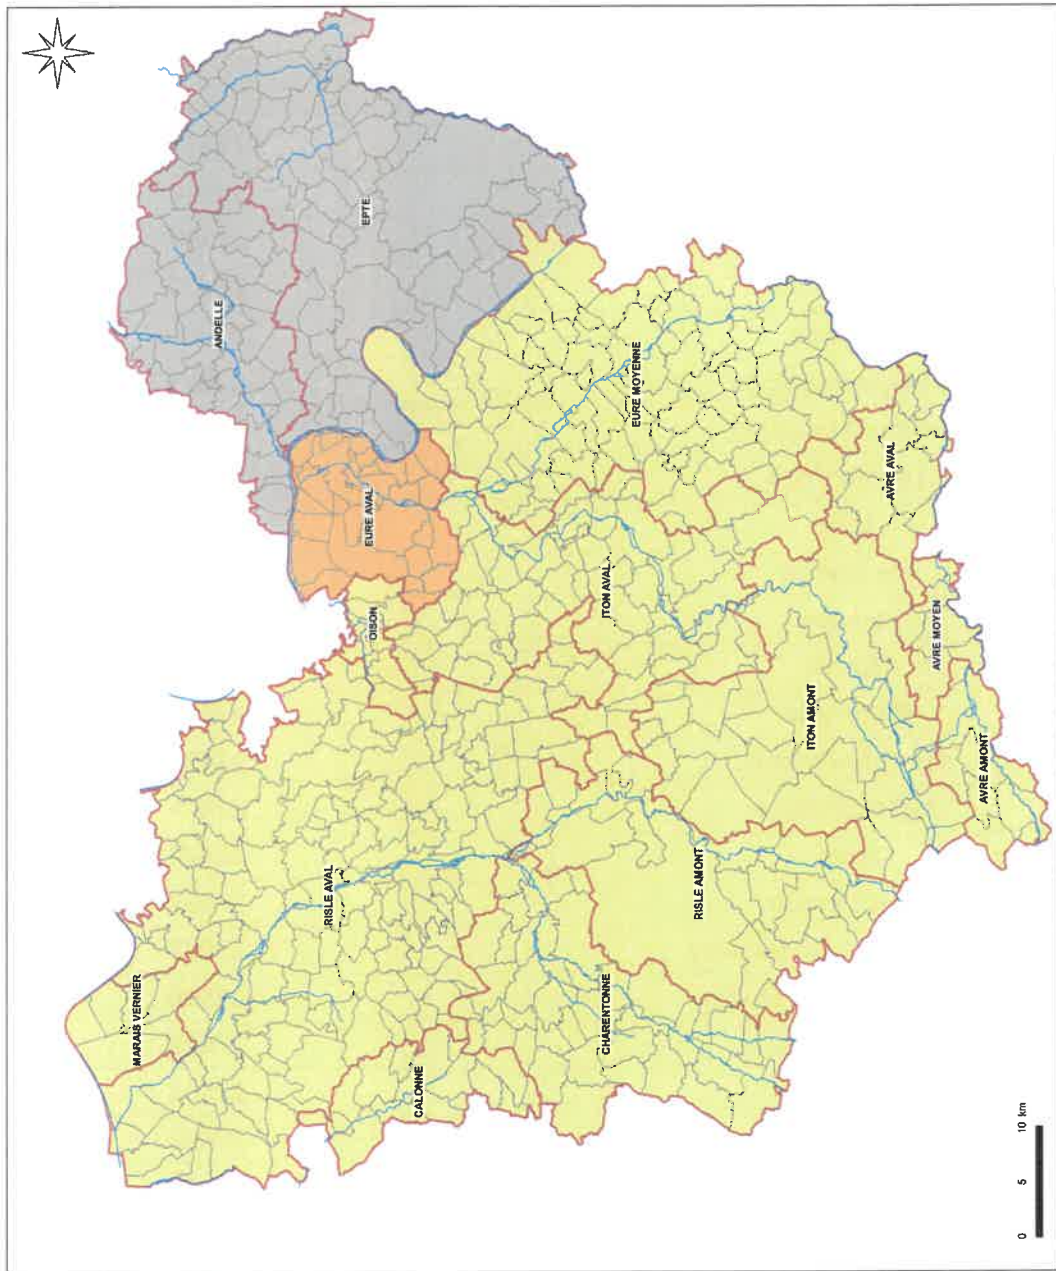 MARAIS VERNIER
RISLE AVAL
CALONNE
CHARENTONNE
RISLE AMONT
OISON
EURE AVAL
ANDELLE
EPTE
ITON AVAL
EURE MOYENNE
ITON AMONT
AVRE AVAL
AVRE MOYEN
AVRE AMONT
0 5 10 km